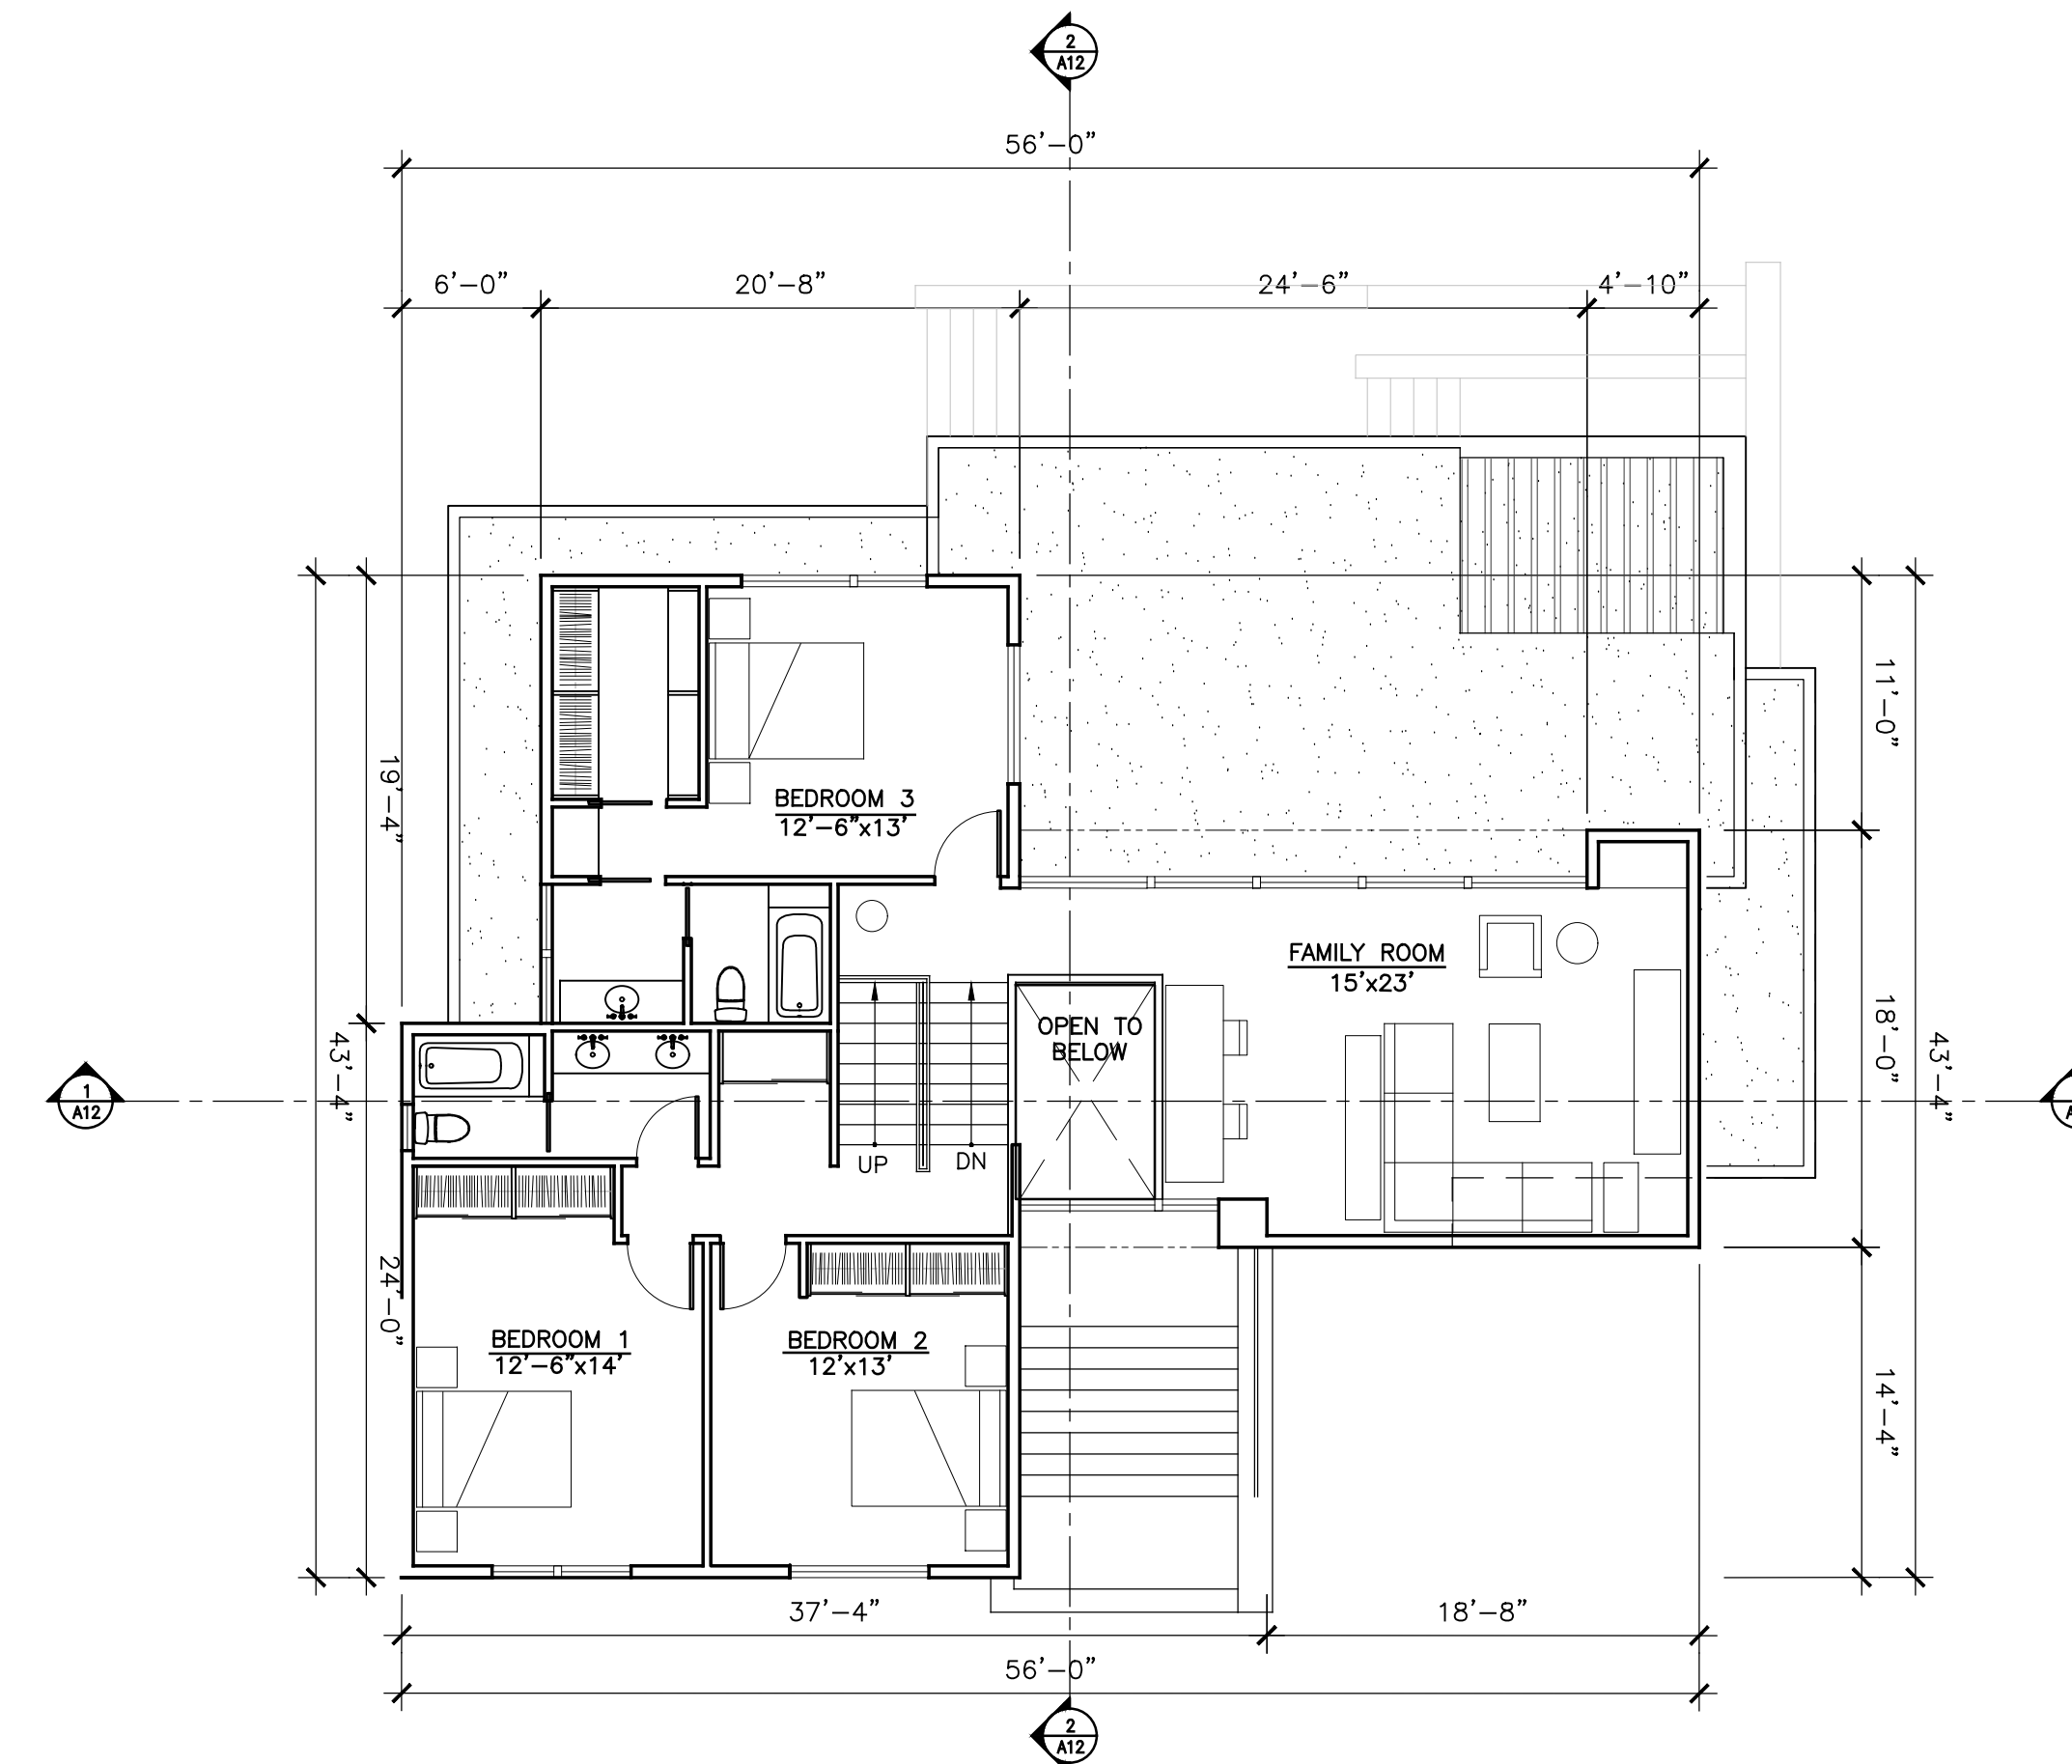 2
A12
56'-0"
6'-0"
20'-8"
24'-6"
4'-10"
11'-0"
19'-4"
BEDROOM 3
12'-6"x13'
FAMILY ROOM
15'x23'
OPEN TO
BELOW
18'-0"
43'-4"
43'-4"
1
A12
UP
DN
24'-0"
BEDROOM 1
12'-6"x14'
BEDROOM 2
12'x13'
14'-4"
37'-4"
18'-8"
56'-0"
2
A12